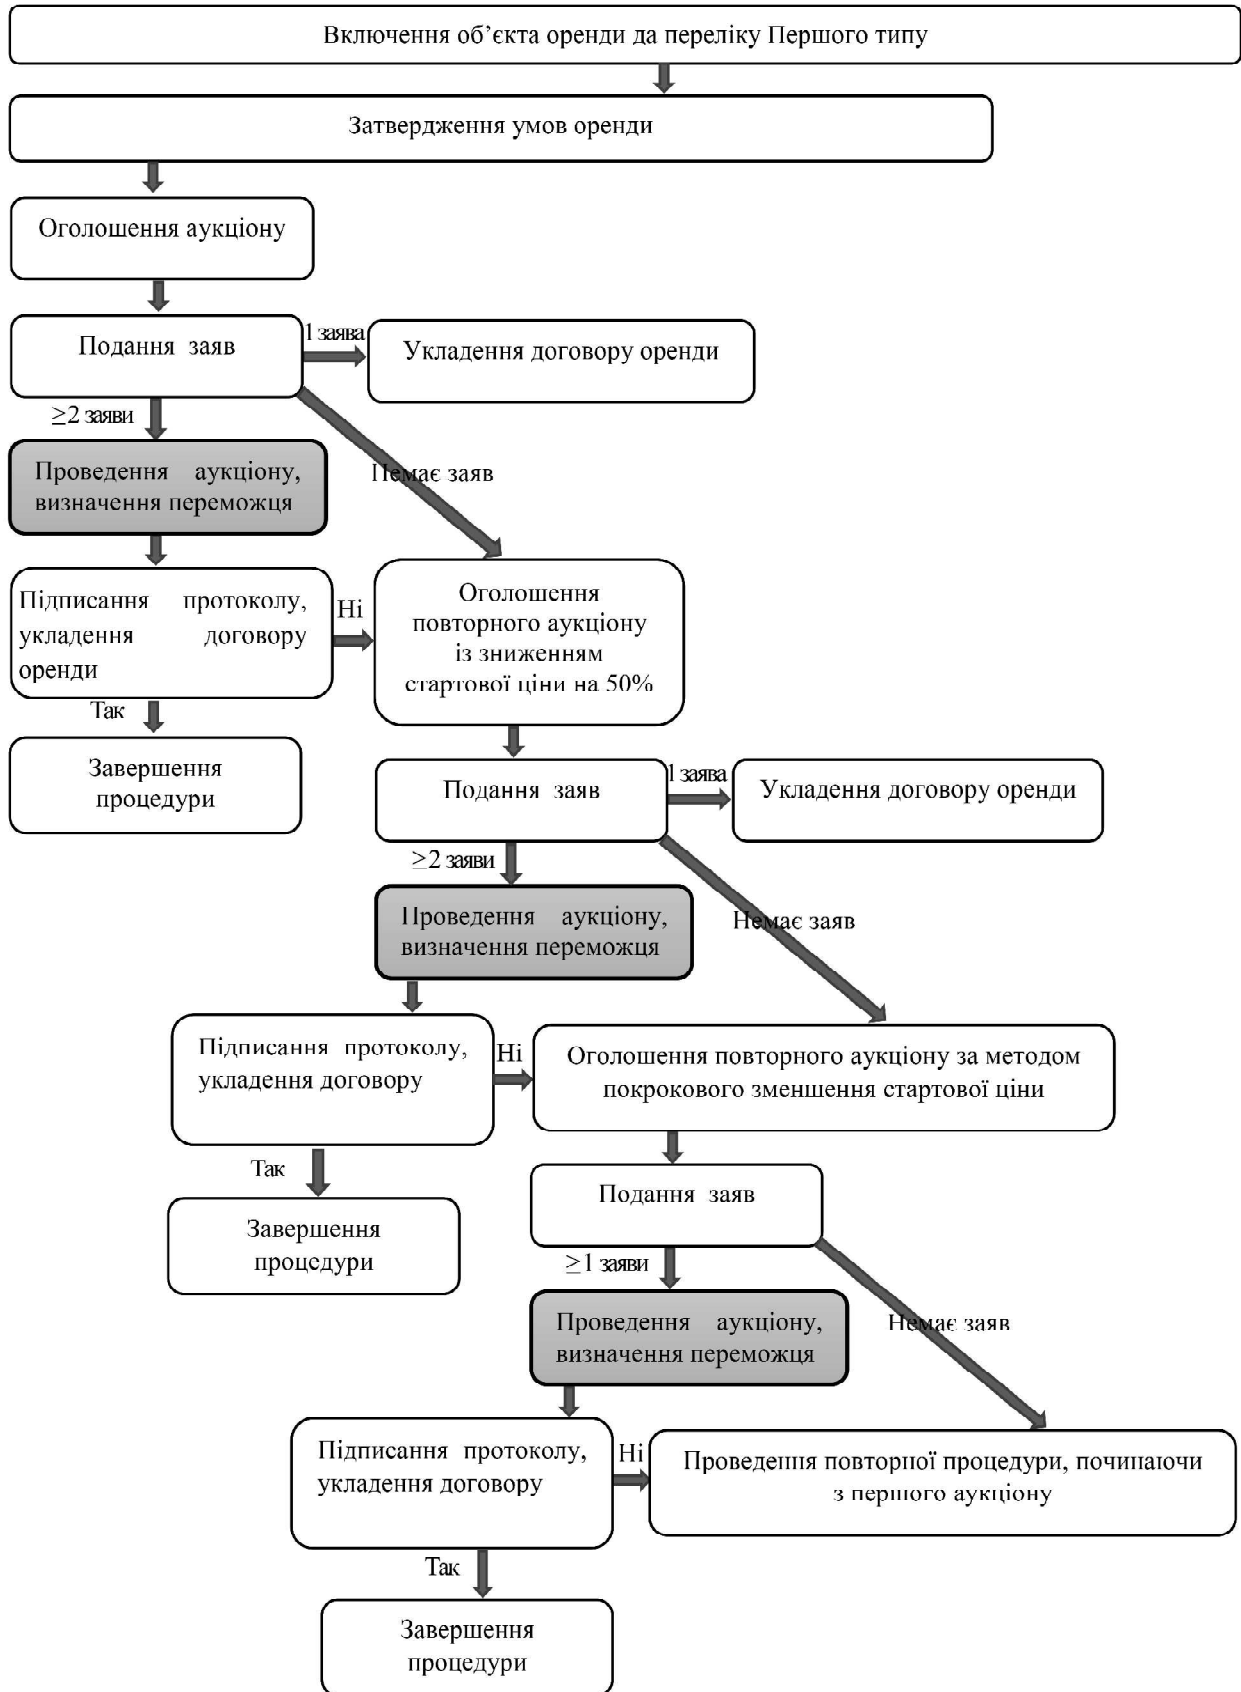 Включення об’єкта оренди да переліку Першого типу
Затвердження умов оренди
Оголошення аукціону
Подання заяв
1 заява
Укладення договору оренди
≥2 заяви
Немає заяв
Проведення аукціону,
визначення переможця
Підписання протоколу,
укладення договору
оренди
Ні
Оголошення
повторного аукціону
із зниженням
стартової ціни на 50%
Так
Завершення
процедури
Подання заяв
1 заява
Укладення договору оренди
≥2 заяви
Немає заяв
Проведення аукціону,
визначення переможця
Підписання протоколу,
укладення договору
Ні
Оголошення повторного аукціону за методом
покрокового зменшення стартової ціни
Так
Завершення
процедури
Подання заяв
≥1 заяви
Немає заяв
Проведення аукціону,
визначення переможця
Підписання протоколу,
укладення договору
Ні
Проведення повторної процедури, починаючи
з першого аукціону
Так
Завершення
процедури